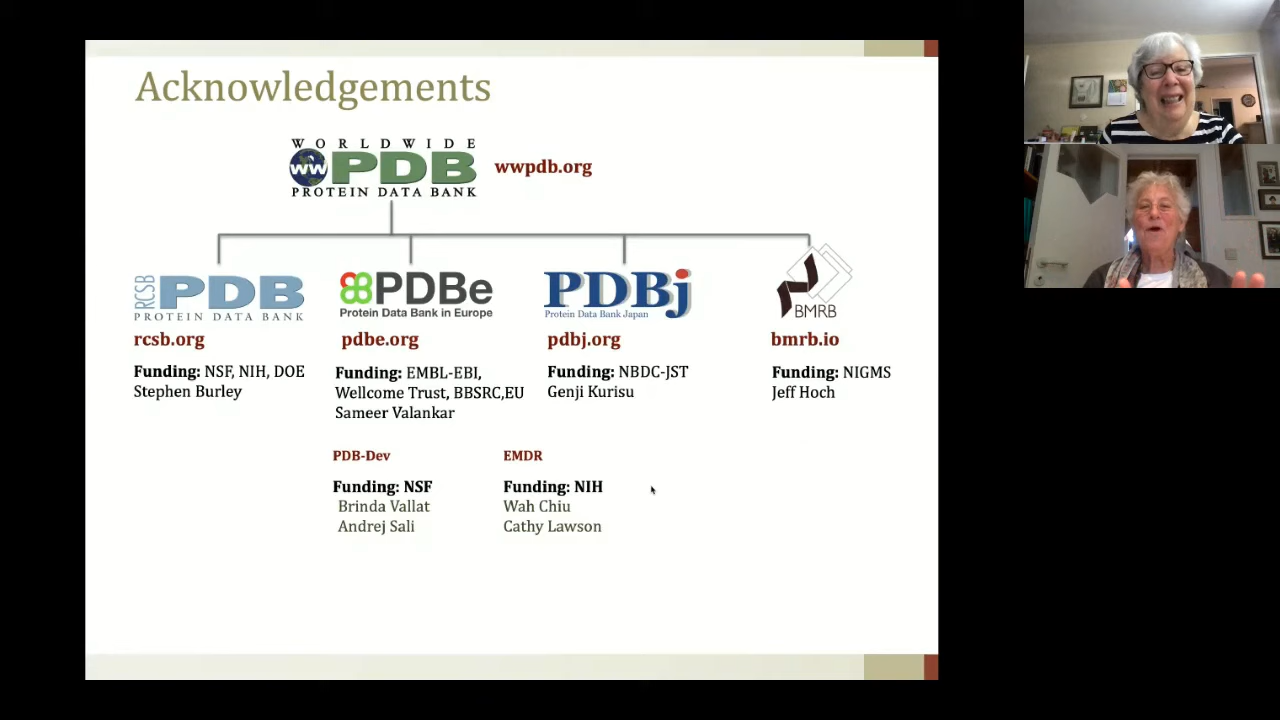 Acknowledgements
WORLDWIDE
ww PDB
PROTEIN DATA BANK
wwpdb.org
RCSB PDB
PROTEIN DATA BANK
rcsb.org
Funding: NSF, NIH, DOE
Stephen Burley
PDBe
Protein Data Bank in Europe
pdbe.org
Funding: EMBL-EBI,
Wellcome Trust, BBSRC,EU
Sameer Valankar
PDBj
Protein Data Bank Japan
pdbj.org
Funding: NBDC-JST
Genji Kurisu
BMRB
bmrb.io
Funding: NIGMS
Jeff Hoch
PDB-Dev
Funding: NSF
Brinda Vallat
Andrej Sali
EMDR
Funding: NIH
Wah Chiu
Cathy Lawson